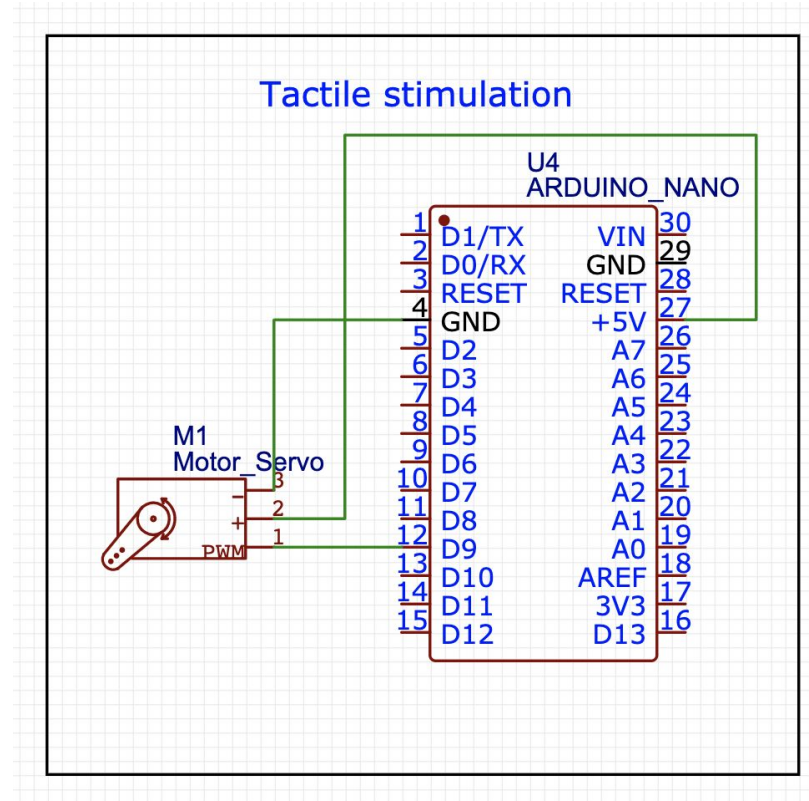 Tactile stimulation
U4
ARDUINO_NANO
1 D1/TX VIN 30
2 D0/RX GND 29
3 RESET RESET 28
4 GND +5V 27
5 D2 A7 26
6 D3 A6 25
7 D4 A5 24
8 D5 A4 23
9 D6 A3 22
10 D7 A2 21
11 D8 A1 20
12 D9 A0 19
13 D10 AREF 18
14 D11 3V3 17
15 D12 D13 16
M1
Motor_Servo
- 3
+ 2
PWM 1